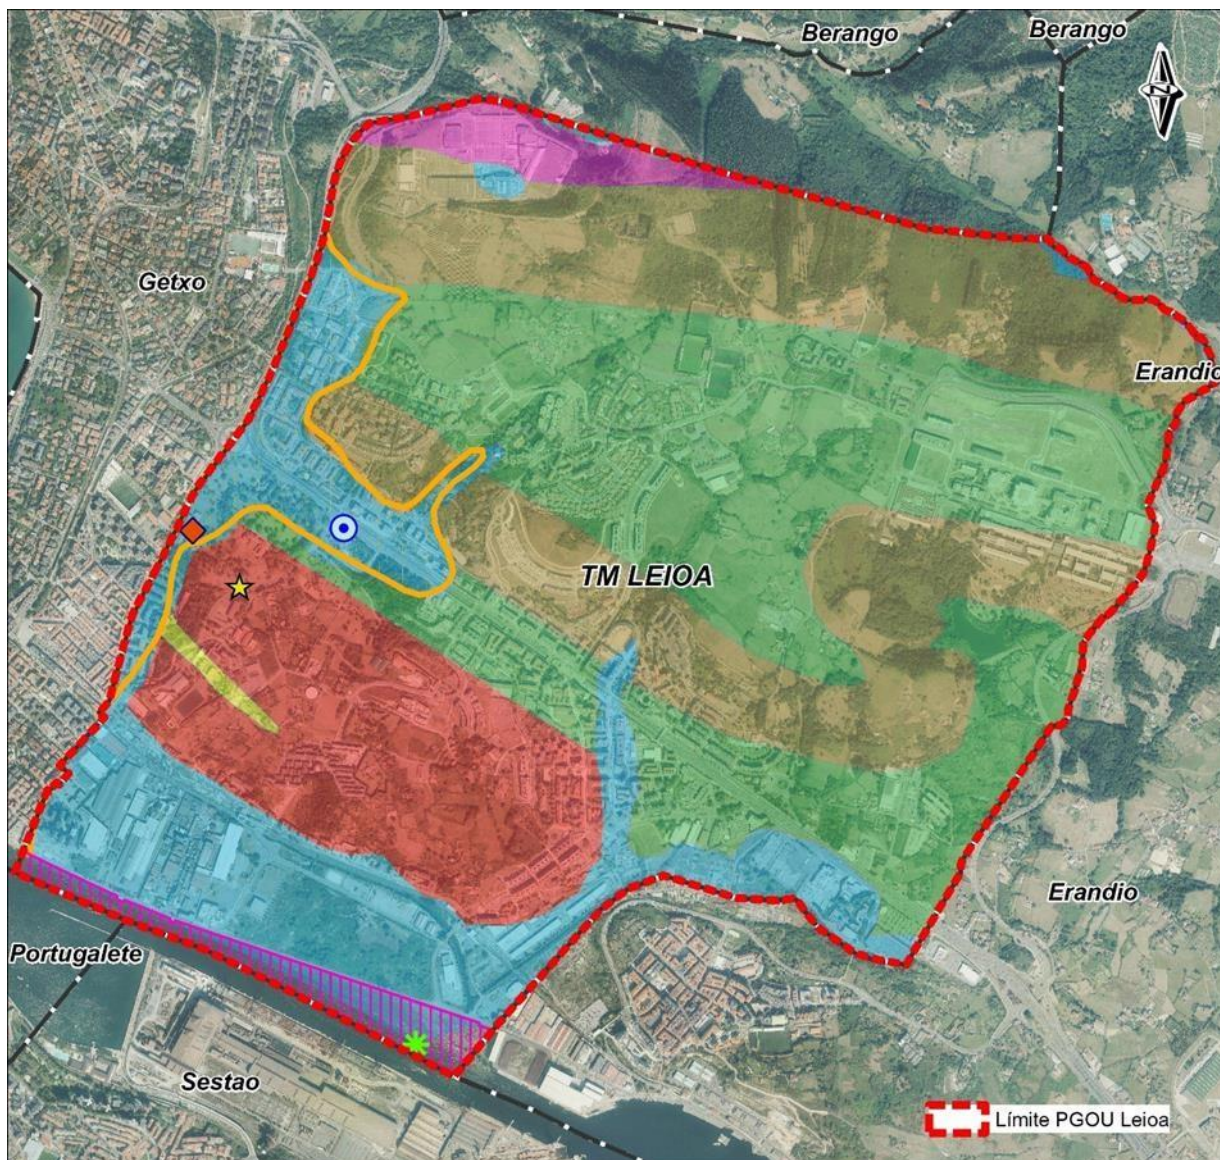 Berango
Berango
N
Getxo
Erandio
TM LEIOA
Erandio
Portugalete
Sestao
Límite PGOU Leioa